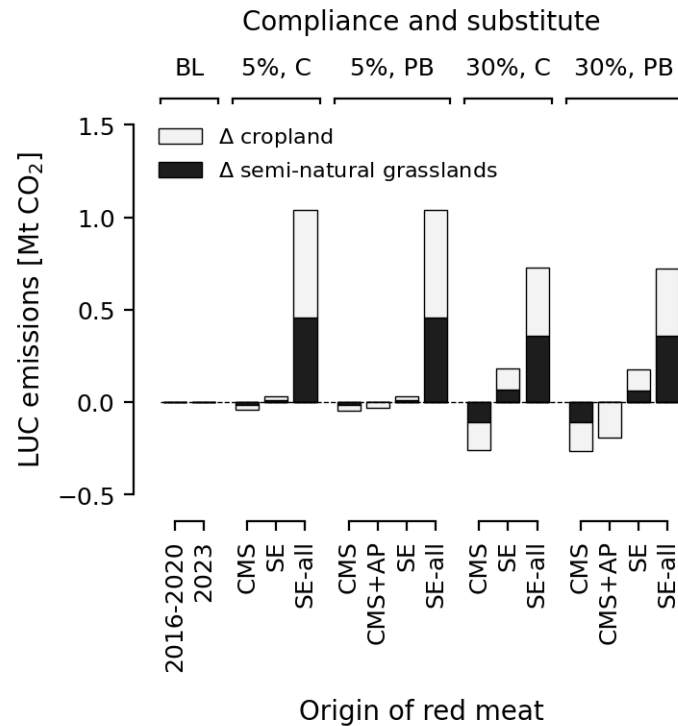 Compliance and substitute
BL 5%, C 5%, PB 30%, C 30%, PB
1.5
1.0
0.5
0.0
−0.5
LUC emissions [Mt CO₂]
Δ cropland
Δ semi-natural grasslands
2016-2020
2023
CMS
SE
SE-all
CMS
CMS+AP
SE
SE-all
CMS
SE
SE-all
CMS
CMS+AP
SE
SE-all
Origin of red meat